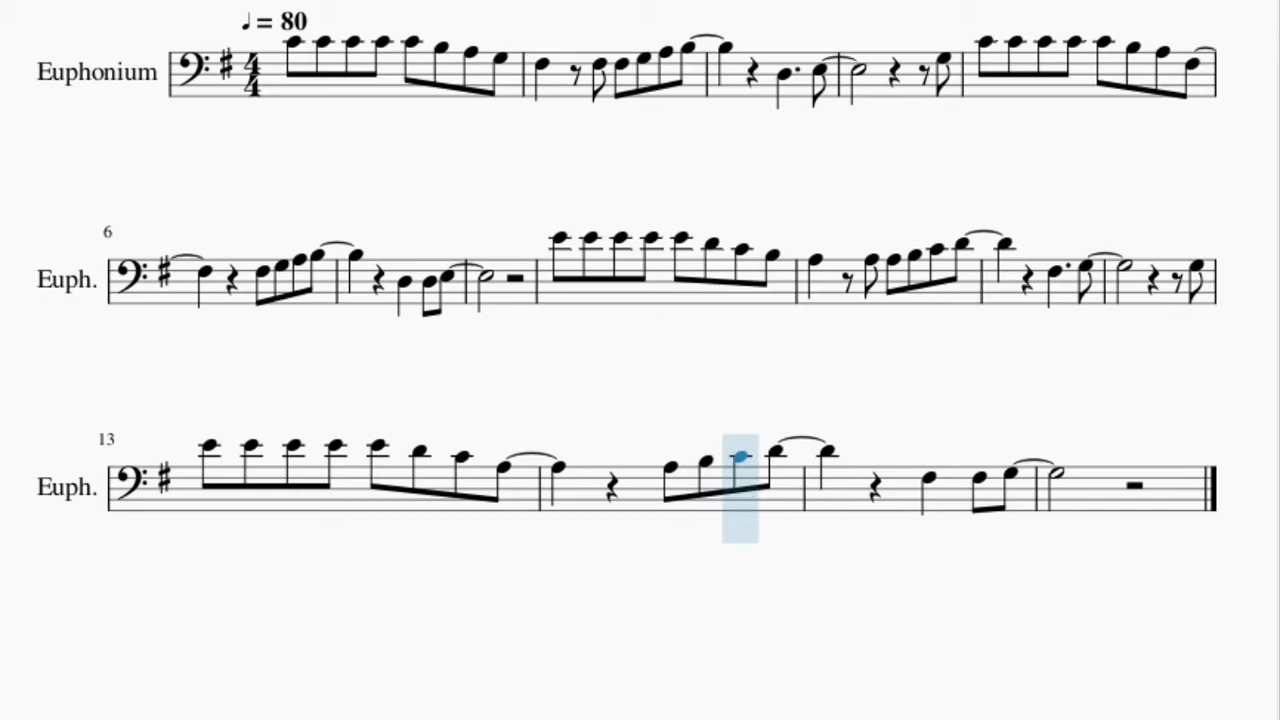 ♩ = 80
Euphonium
4
4
6
Euph.
13
Euph.